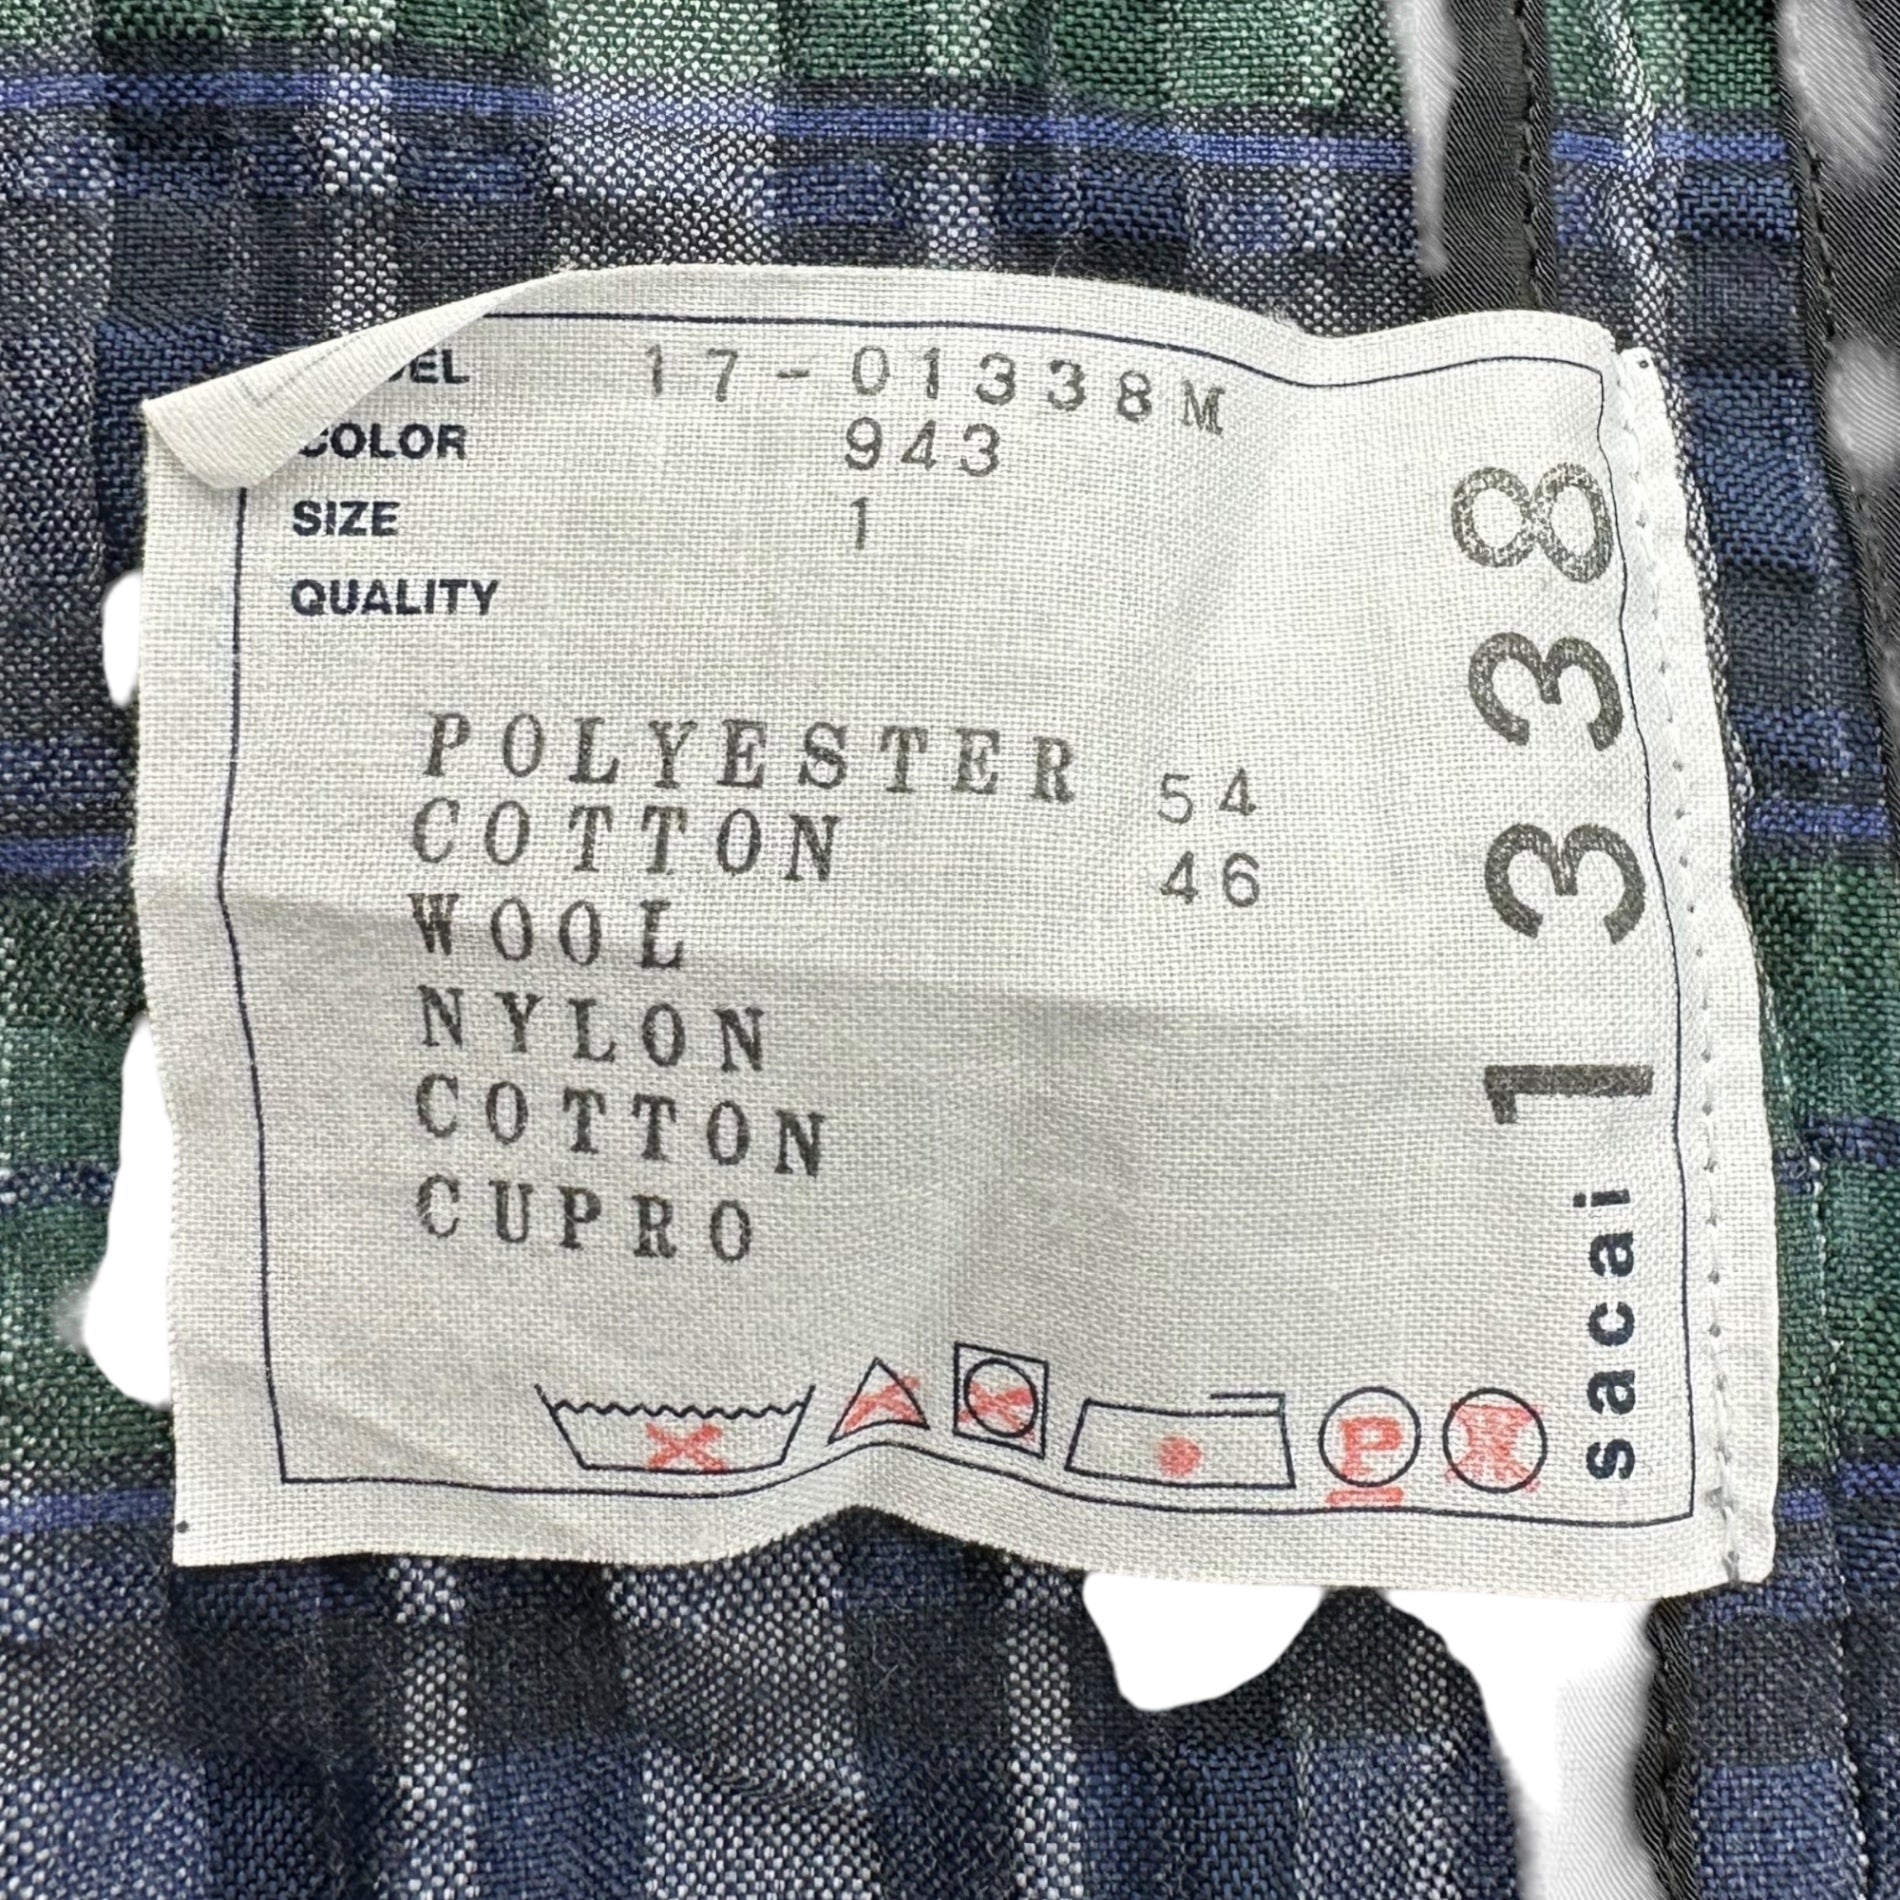 17-01338M
COLOR 943
SIZE 1
QUALITY
POLYESTER 54
COTTON 46
WOOL
NYLON
COTTON
CUPRO
P
sacai 1338